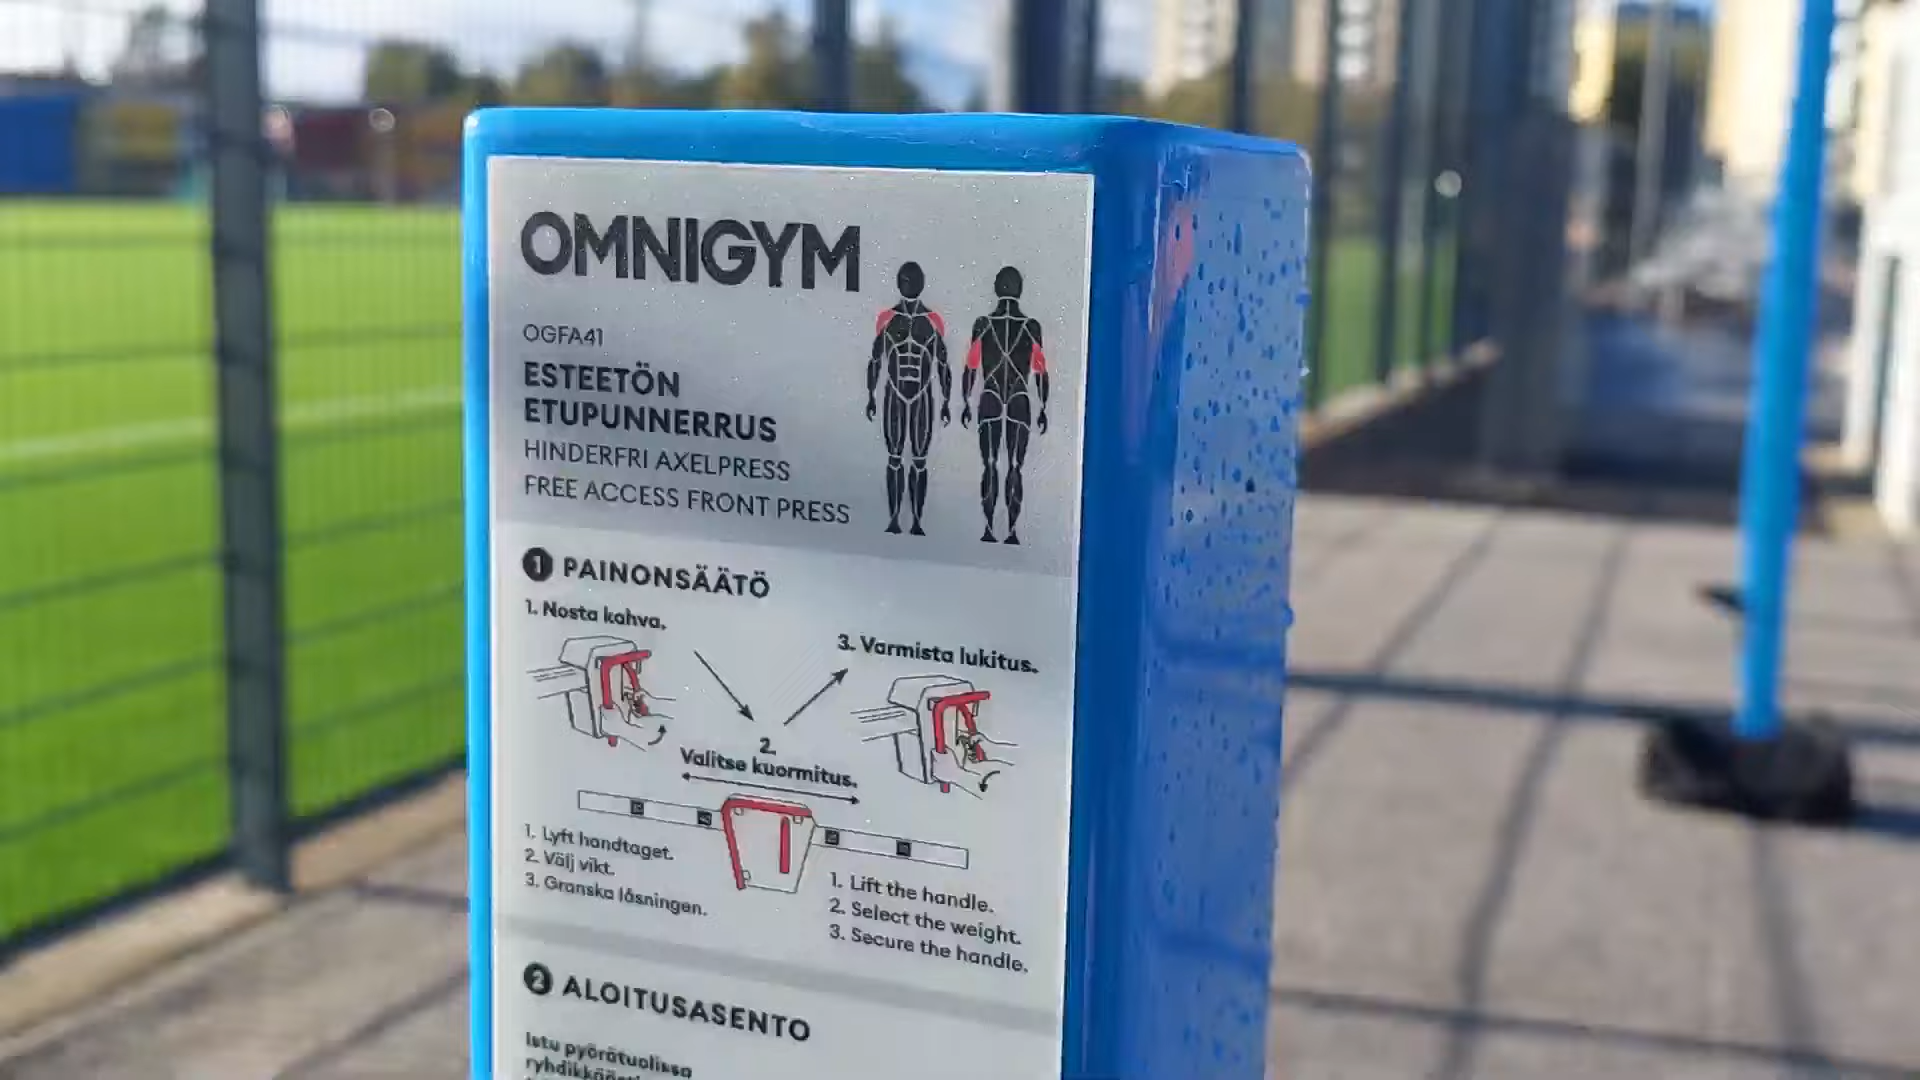 OMNIGYM
OGFA41
ESTEETÖN
ETUPUNNERRUS
HINDERFRI AXELPRESS
FREE ACCESS FRONT PRESS
1 PAINONSÄÄTÖ
1. Nosta kahva.
3. Varmista lukitus.
2.
Valitse kuormitus.
1. Lyft handtaget.
2. Välj vikt.
3. Granska låsningen.
1. Lift the handle.
2. Select the weight.
3. Secure the handle.
2 ALOITUSASENTO
Istu pyörätuolissa